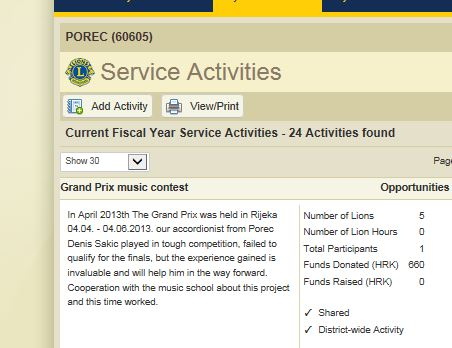 POREC (60605)
Service Activities
Add Activity View/Print
Current Fiscal Year Service Activities - 24 Activities found
Show 30
Grand Prix music contest Opportunities
In April 2013th The Grand Prix was held in Rijeka
04.04. - 04.06.2013. our accordionist from Porec
Denis Sakic played in tough competition, failed to
qualify for the finals, but the experience gained is
invaluable and will help him in the way forward.
Cooperation with the music school about this project
and this time worked.
Number of Lions 5
Number of Lion Hours 0
Total Participants 1
Funds Donated (HRK) 660
Funds Raised (HRK) 0
✓ Shared
✓ District-wide Activity